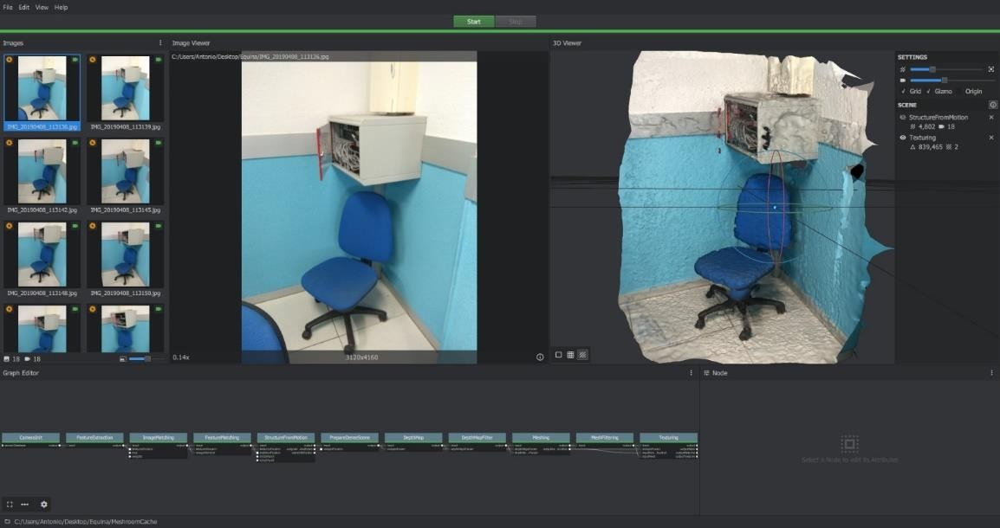 File Edit View Help
Start Stop
Images
Image Viewer
3D Viewer
C:/Users/Antonio/Desktop/Equina/IMG_20190408_113136.jpg
IMG_20190408_113136.jpg
IMG_20190408_113139.jpg
IMG_20190408_113142.jpg
IMG_20190408_113145.jpg
IMG_20190408_113148.jpg
IMG_20190408_113150.jpg
18 18
0.14x
3120x4160
SETTINGS
Grid Gizmo Origin
SCENE
StructureFromMotion
4,802 18
Texturing
839,465 2
Graph Editor
Node
CameraInit
FeatureExtraction
ImageMatching
FeatureMatching
StructureFromMotion
PrepareDenseScene
DepthMap
DepthMapFilter
Meshing
MeshFiltering
Texturing
Select a Node to edit its Attributes
C:/Users/Antonio/Desktop/Equina/MeshroomCache